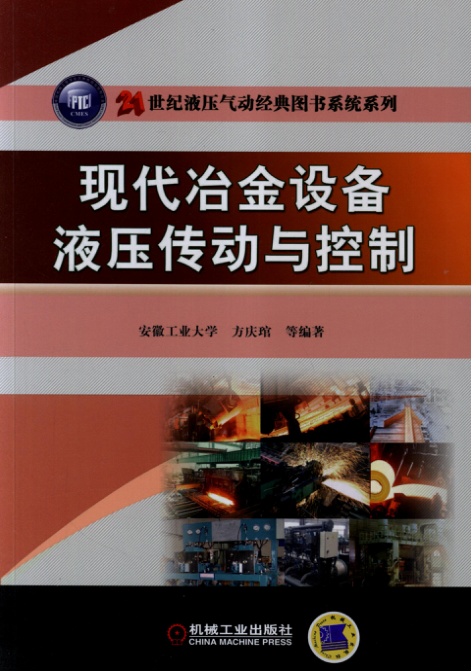 FPTC
CMES
21世纪液压气动经典图书系统系列
现代冶金设备
液压传动与控制
安徽工业大学 方庆琯 等编著
机械工业出版社
CHINA MACHINE PRESS